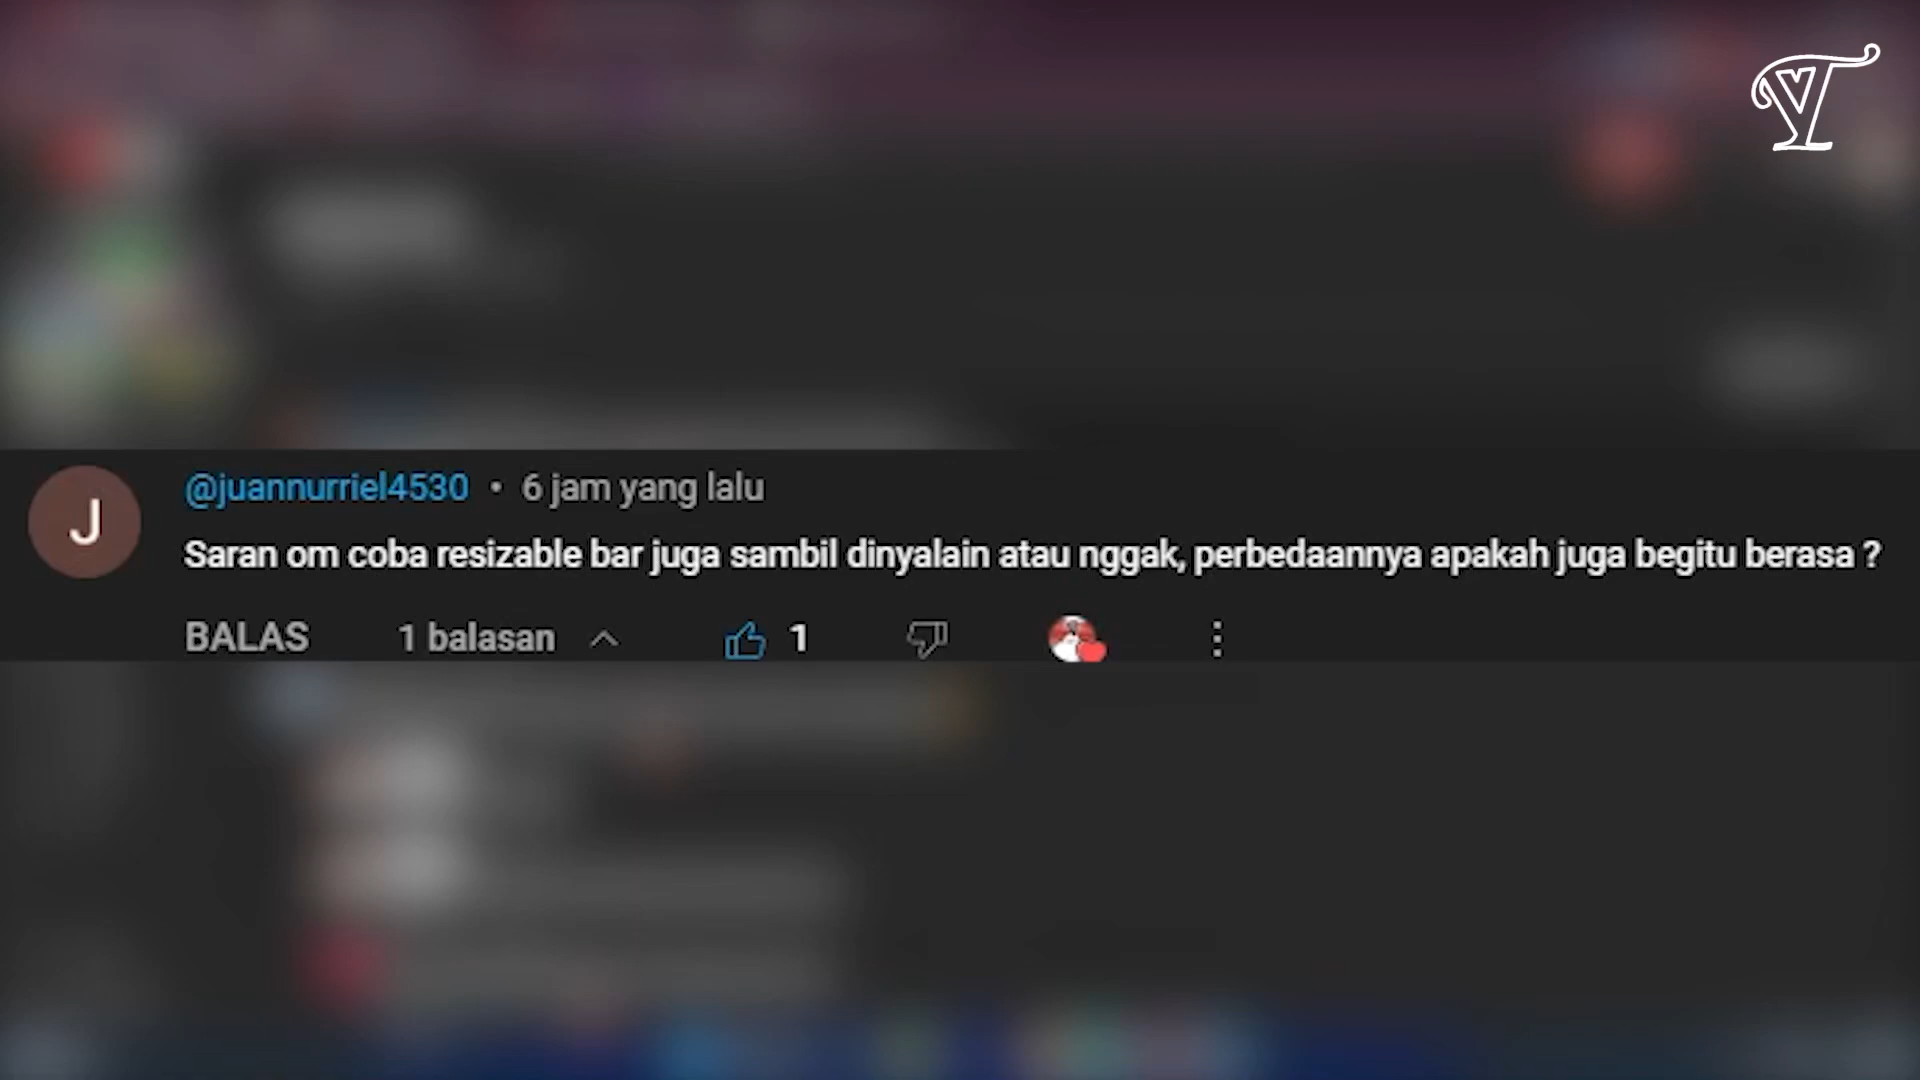 J
@juannurriel4530 • 6 jam yang lalu
Saran om coba resizable bar juga sambil dinyalain atau nggak, perbedaannya apakah juga begitu berasa ?
BALAS 1 balasan 1